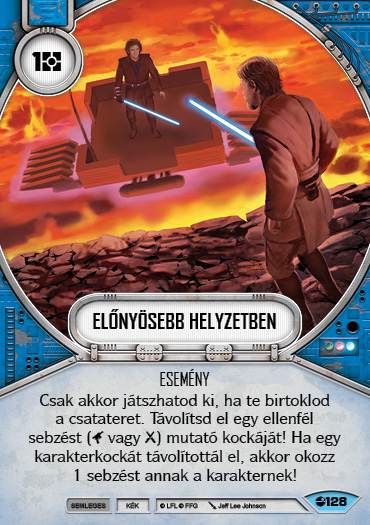 1
ELŐNYÖSEBB HELYZETBEN
ESEMÉNY
Csak akkor játszhatod ki, ha te birtoklod
a csatateret. Távolítsd el egy ellenfél
sebzést ( vagy ) mutató kockáját! Ha egy
karakterkockát távolítottál el, akkor okozz
1 sebzést annak a karakternek!
SEMLEGES KÉK © LFL © FFG Jeff Lee Johnson 128